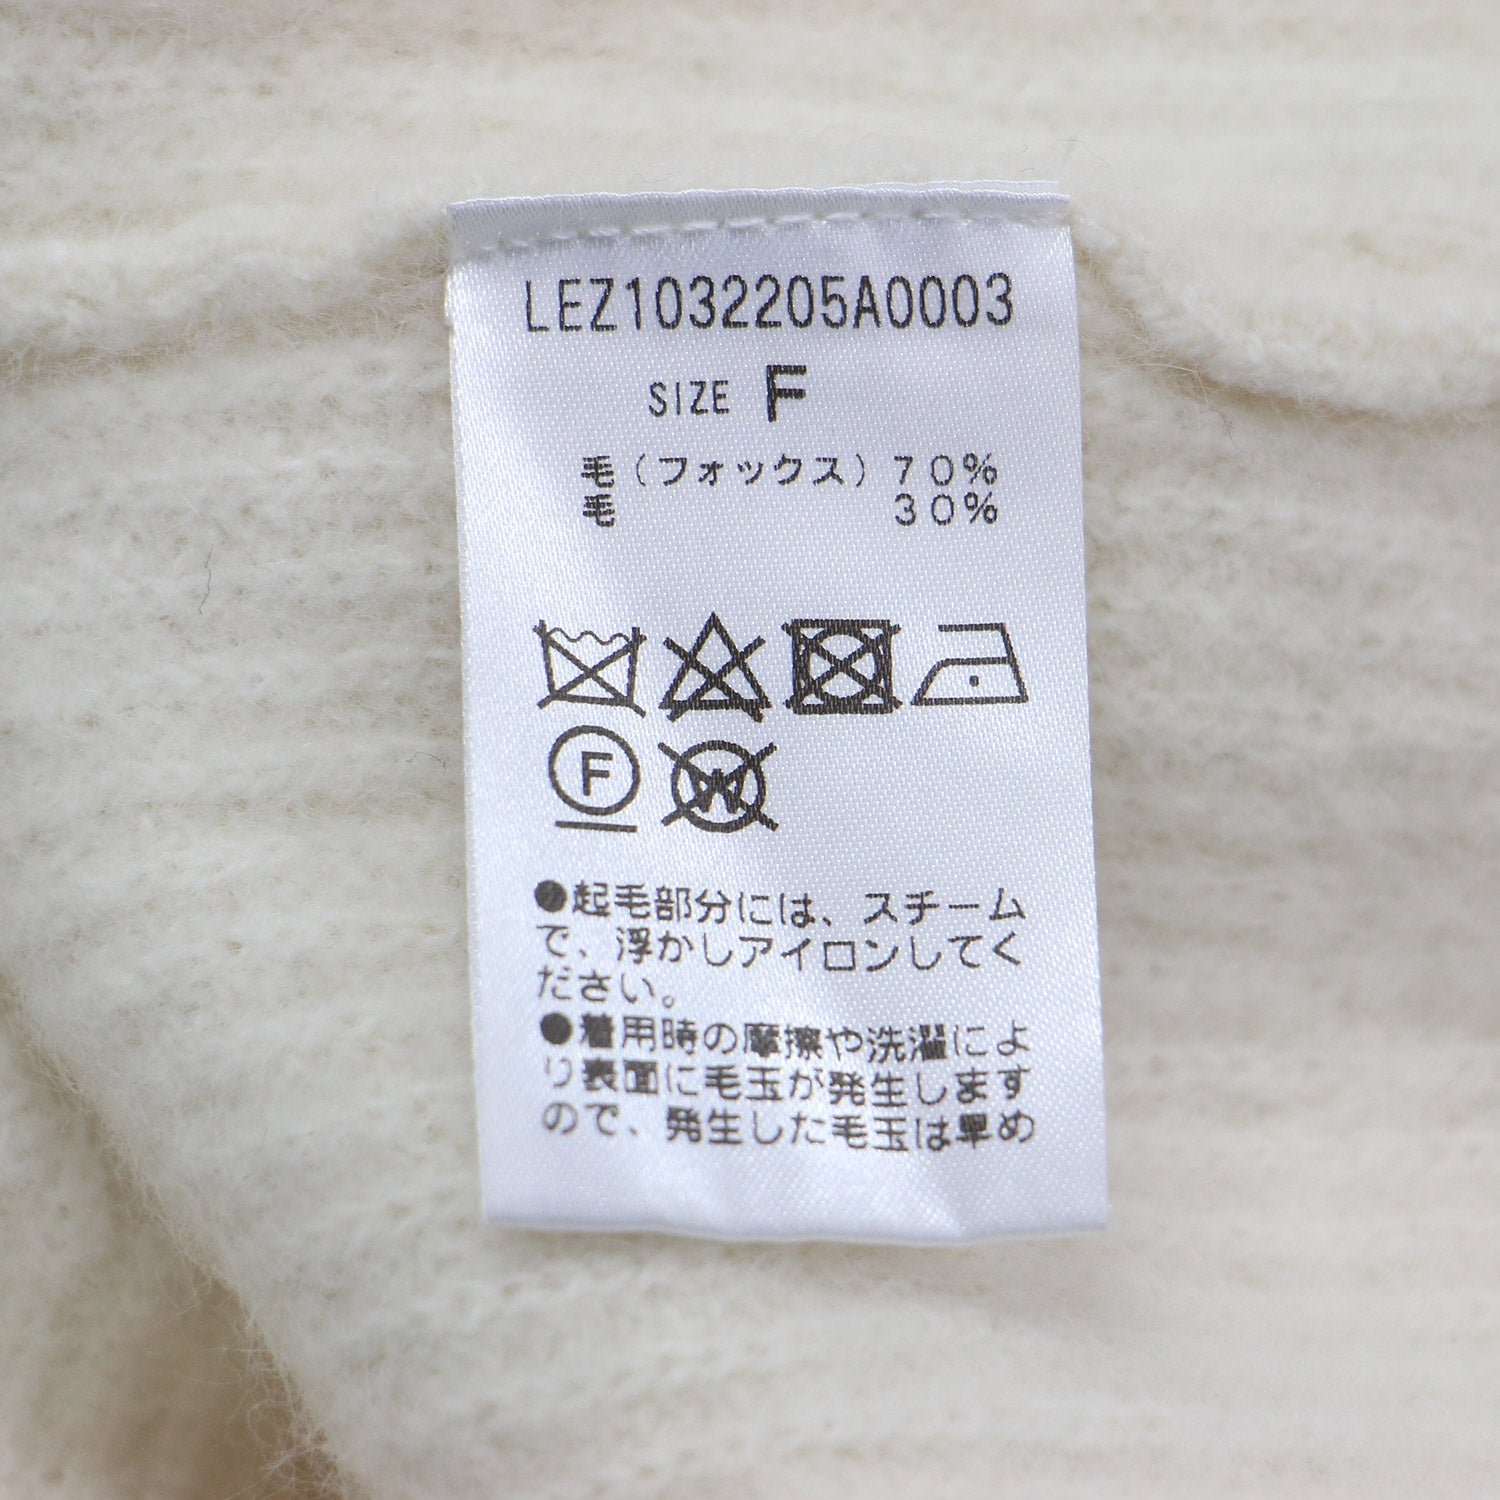 LEZ1032205A0003
SIZE F
毛(フォックス)70%
毛 30%
F
W
●起毛部分には、スチーム
で、浮かしアイロンしてく
ださい。
●着用時の摩擦や洗濯によ
り表面に毛玉が発生します
ので、発生した毛玉は早め